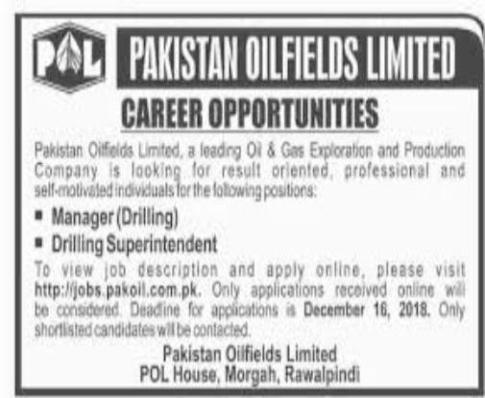 POL PAKISTAN OILFIELDS LIMITED
CAREER OPPORTUNITIES
Pakistan Oilfields Limited, a leading Oil & Gas Exploration and Production
Company is looking for result oriented, professional and
self-motivated individuals for the following positions:
▪ Manager (Drilling)
▪ Drilling Superintendent
To view job description and apply online, please visit
http://jobs.pakoil.com.pk. Only applications received online will
be considered. Deadline for applications is December 16, 2018. Only
shortlisted candidates will be contacted.
Pakistan Oilfields Limited
POL House, Morgah, Rawalpindi